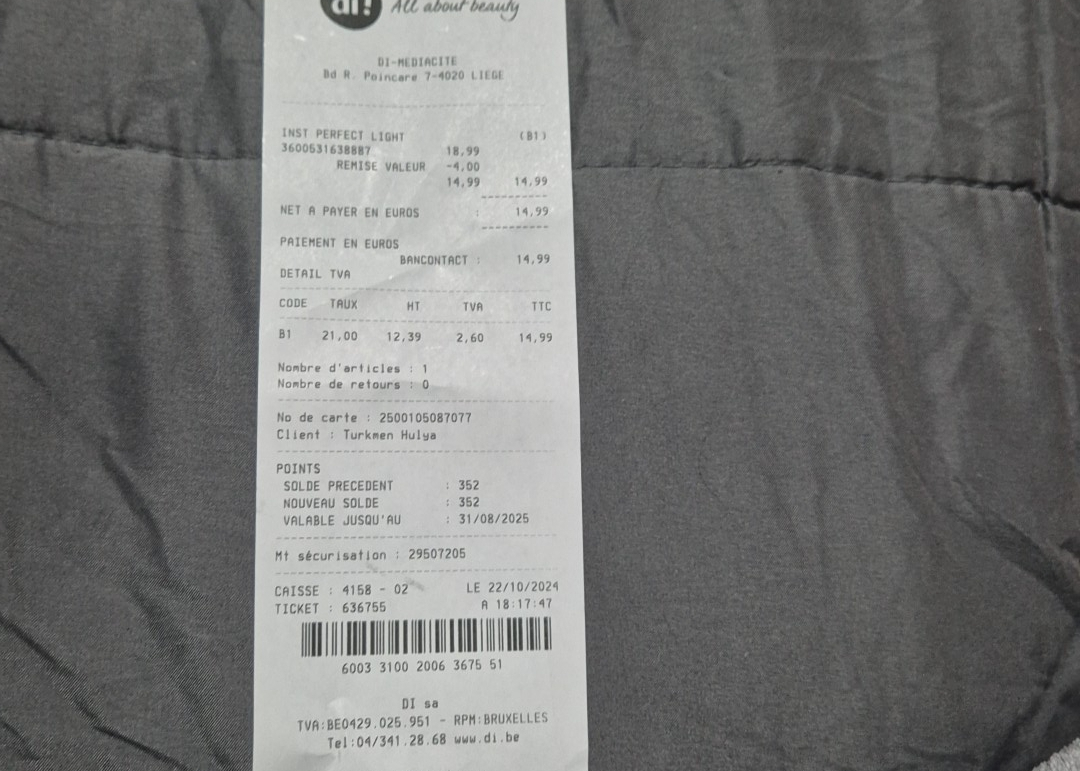 di!
All about beauty
DI-MEDIACITE
Bd R. Poincare 7-4020 LIEGE
INST PERFECT LIGHT (B1)
3600531638887 18,99
REMISE VALEUR -4,00
14,99 14,99
NET A PAYER EN EUROS : 14,99
PAIEMENT EN EUROS
BANCONTACT : 14,99
DETAIL TVA
CODE TAUX HT TVA TTC
B1 21,00 12,39 2,60 14,99
Nombre d'articles : 1
Nombre de retours : 0
No de carte : 2500105087077
Client : Turkmen Hulya
POINTS
SOLDE PRECEDENT : 352
NOUVEAU SOLDE : 352
VALABLE JUSQU'AU : 31/08/2025
Mt sécurisation : 29507205
CAISSE : 4158 - 02 LE 22/10/2024
TICKET : 636755 A 18:17:47
6003 3100 2006 3675 51
DI sa
TVA:BE0429.025.951 - RPM:BRUXELLES
Tel:04/341.28.68 www.di.be